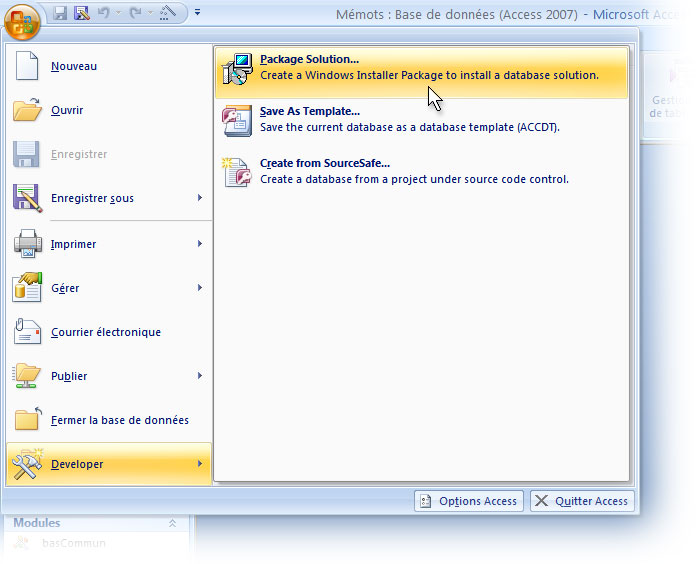 Mémots : Base de données (Access 2007) - Microsoft Acce
Nouveau
Ouvrir
Enregistrer
Enregistrer sous
Imprimer
Gérer
Courrier électronique
Publier
Fermer la base de données
Developer
Package Solution...
Create a Windows Installer Package to install a database solution.
Save As Template...
Save the current database as a database template (ACCDT).
Create from SourceSafe...
Create a database from a project under source code control.
Gestion
de tab
Options Access
Quitter Access
Modules
basCommun